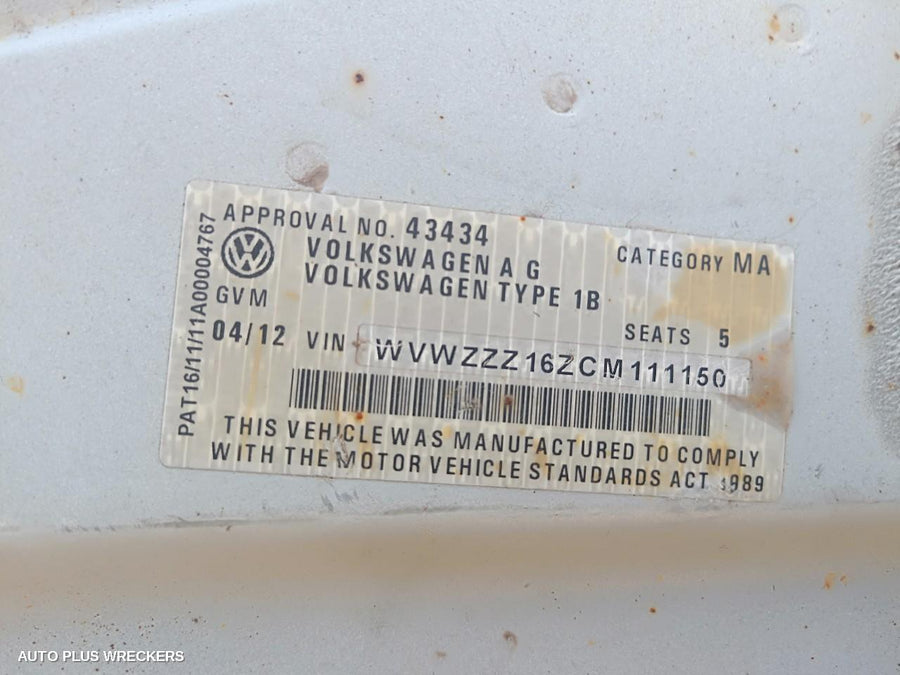 APPROVAL NO. 43434
CATEGORY MA
VOLKSWAGEN A G
VOLKSWAGEN TYPE 1B
GVM
SEATS 5
04/12 VIN WVWZZZ16ZCM111150
THIS VEHICLE WAS MANUFACTURED TO COMPLY
WITH THE MOTOR VEHICLE STANDARDS ACT 1989
PAT16/11/11A00004767
AUTO PLUS WRECKERS